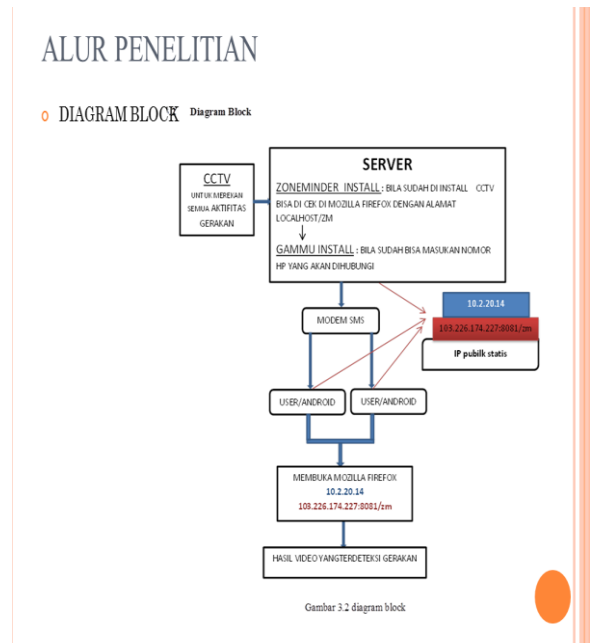 ALUR PENELITIAN
DIAGRAM BLOCK Diagram Block
CCTV
UNTUK MEREKAN
SEMUA AKTIFITAS
GERAKAN
SERVER
ZONEMINDER INSTALL : BILA SUDAH DI INSTALL CCTV
BISA DI CEK DI MOZILLA FIREFOX DENGAN ALAMAT
LOCALHOST/ZM
GAMMU INSTALL : BILA SUDAH BISA MASUKAN NOMOR
HP YANG AKAN DIHUBUNGI
MODEM SMS
10.2.20.14
103.226.174.227:8081/zm
IP pubilk statis
USER/ANDROID
USER/ANDROID
MEMBUKA MOZILLA FIREFOX
10.2.20.14
103.226.174.227:8081/zm
HASIL VIDEO YANGTERDETEKSI GERAKAN
Gambar 3.2 diagram block